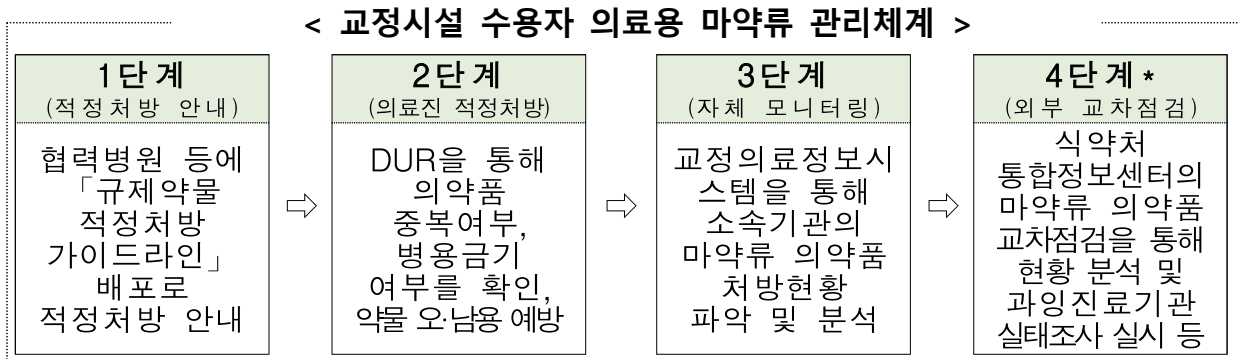 < 교정시설 수용자 의료용 마약류 관리체계 >
1단계
(적정처방 안내)
협력병원 등에
「규제약물
적정처방
가이드라인」
배포로
적정처방 안내
⇨
2단계
(의료진 적정처방)
DUR을 통해
의약품
중복여부,
병용금기
여부를 확인,
약물 오·남용 예방
⇨
3단계
(자체 모니터링)
교정의료정보시
스템을 통해
소속기관의
마약류 의약품
처방현황
파악 및 분석
⇨
4단계*
(외부 교차점검)
식약처
통합정보센터의
마약류 의약품
교차점검을 통해
현황 분석 및
과잉진료기관
실태조사 실시 등